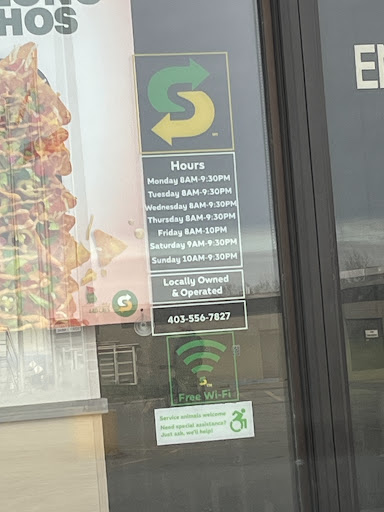 HOS
EN
Hours
Monday 8AM-9:30PM
Tuesday 8AM-9:30PM
Wednesday 8AM-9:30PM
Thursday 8AM-9:30PM
Friday 8AM-10PM
Saturday 9AM-9:30PM
Sunday 10AM-9:30PM
Locally Owned
& Operated
403-556-7827
Free Wi-Fi
Service animals welcome
Need special assistance?
Just ask, we'll help!